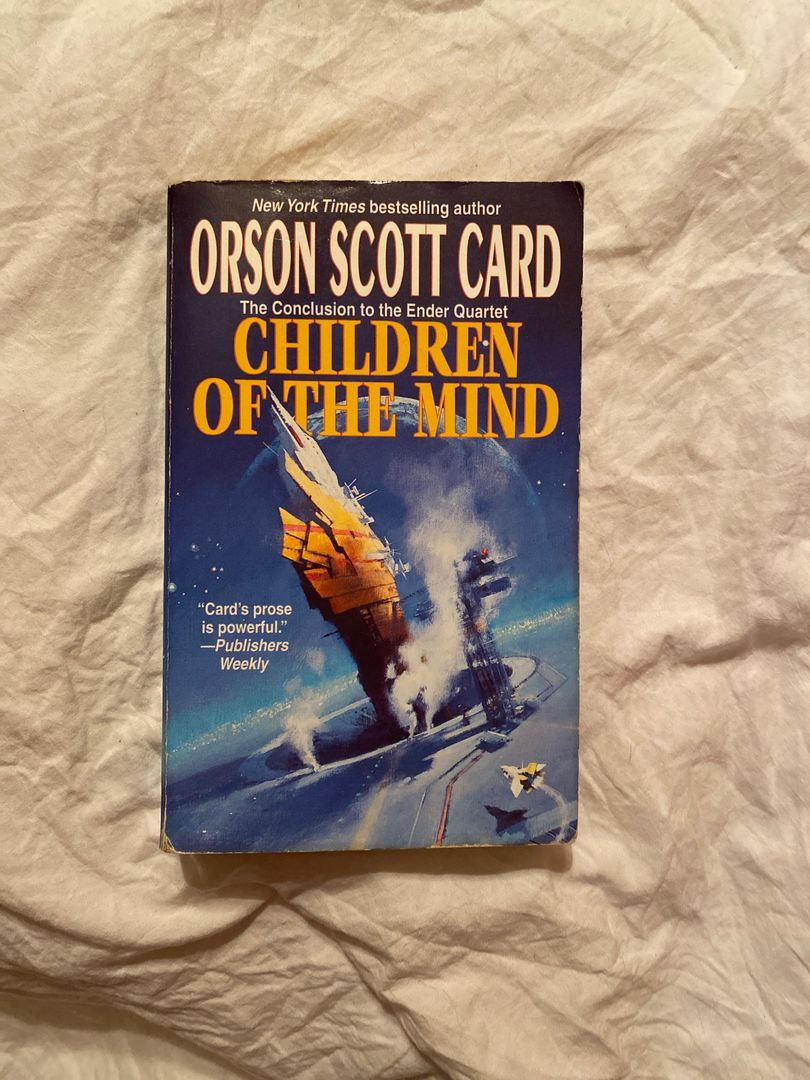 New York Times bestselling author
ORSON SCOTT CARD
The Conclusion to the Ender Quartet
CHILDREN
OF THE MIND
“Card’s prose
is powerful.”
—Publishers
Weekly